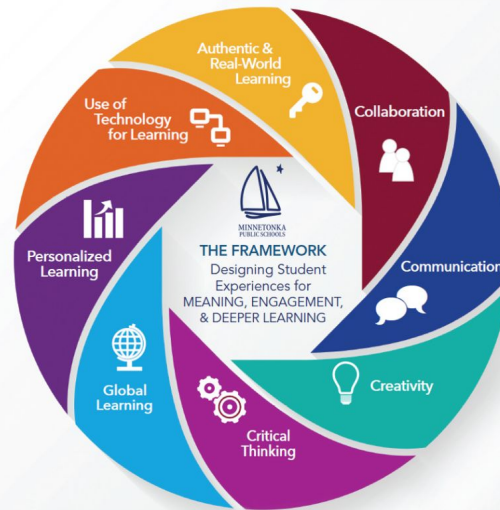 Authentic &
Real-World
Learning
Collaboration
Communication
Creativity
Critical
Thinking
Global
Learning
Personalized
Learning
Use of
Technology
for Learning
MINNETONKA
PUBLIC SCHOOLS
THE FRAMEWORK
Designing Student
Experiences for
MEANING, ENGAGEMENT,
& DEEPER LEARNING